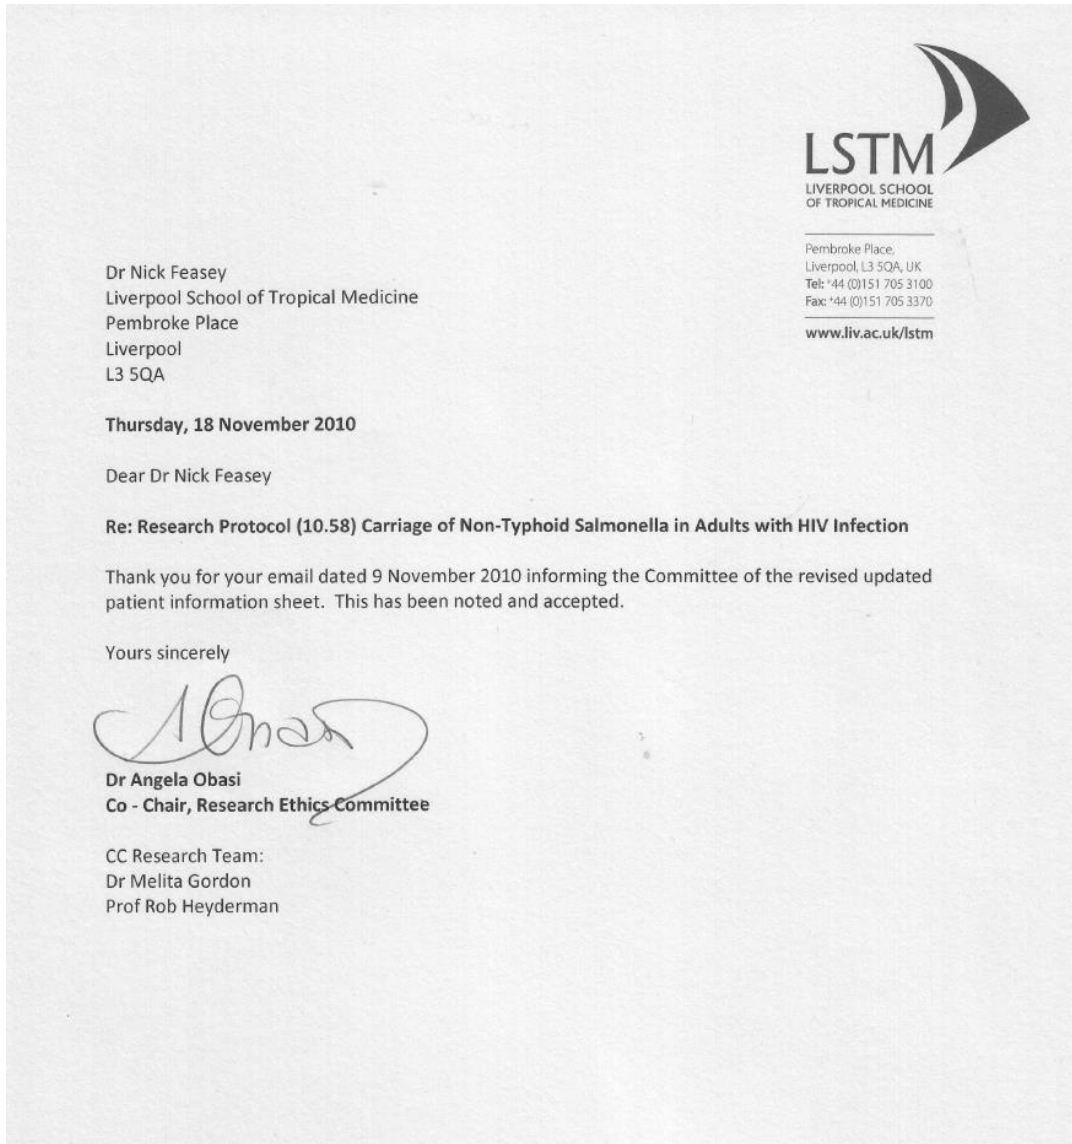 LSTM
LIVERPOOL SCHOOL
OF TROPICAL MEDICINE
Pembroke Place,
Liverpool, L3 5QA, UK
Tel: +44 (0)151 705 3100
Fax: +44 (0)151 705 3370
www.liv.ac.uk/lstm
Dr Nick Feasey
Liverpool School of Tropical Medicine
Pembroke Place
Liverpool
L3 5QA
Thursday, 18 November 2010
Dear Dr Nick Feasey
Re: Research Protocol (10.58) Carriage of Non-Typhoid Salmonella in Adults with HIV Infection
Thank you for your email dated 9 November 2010 informing the Committee of the revised updated
patient information sheet.  This has been noted and accepted.
Yours sincerely
Dr Angela Obasi
Co - Chair, Research Ethics Committee
CC Research Team:
Dr Melita Gordon
Prof Rob Heyderman